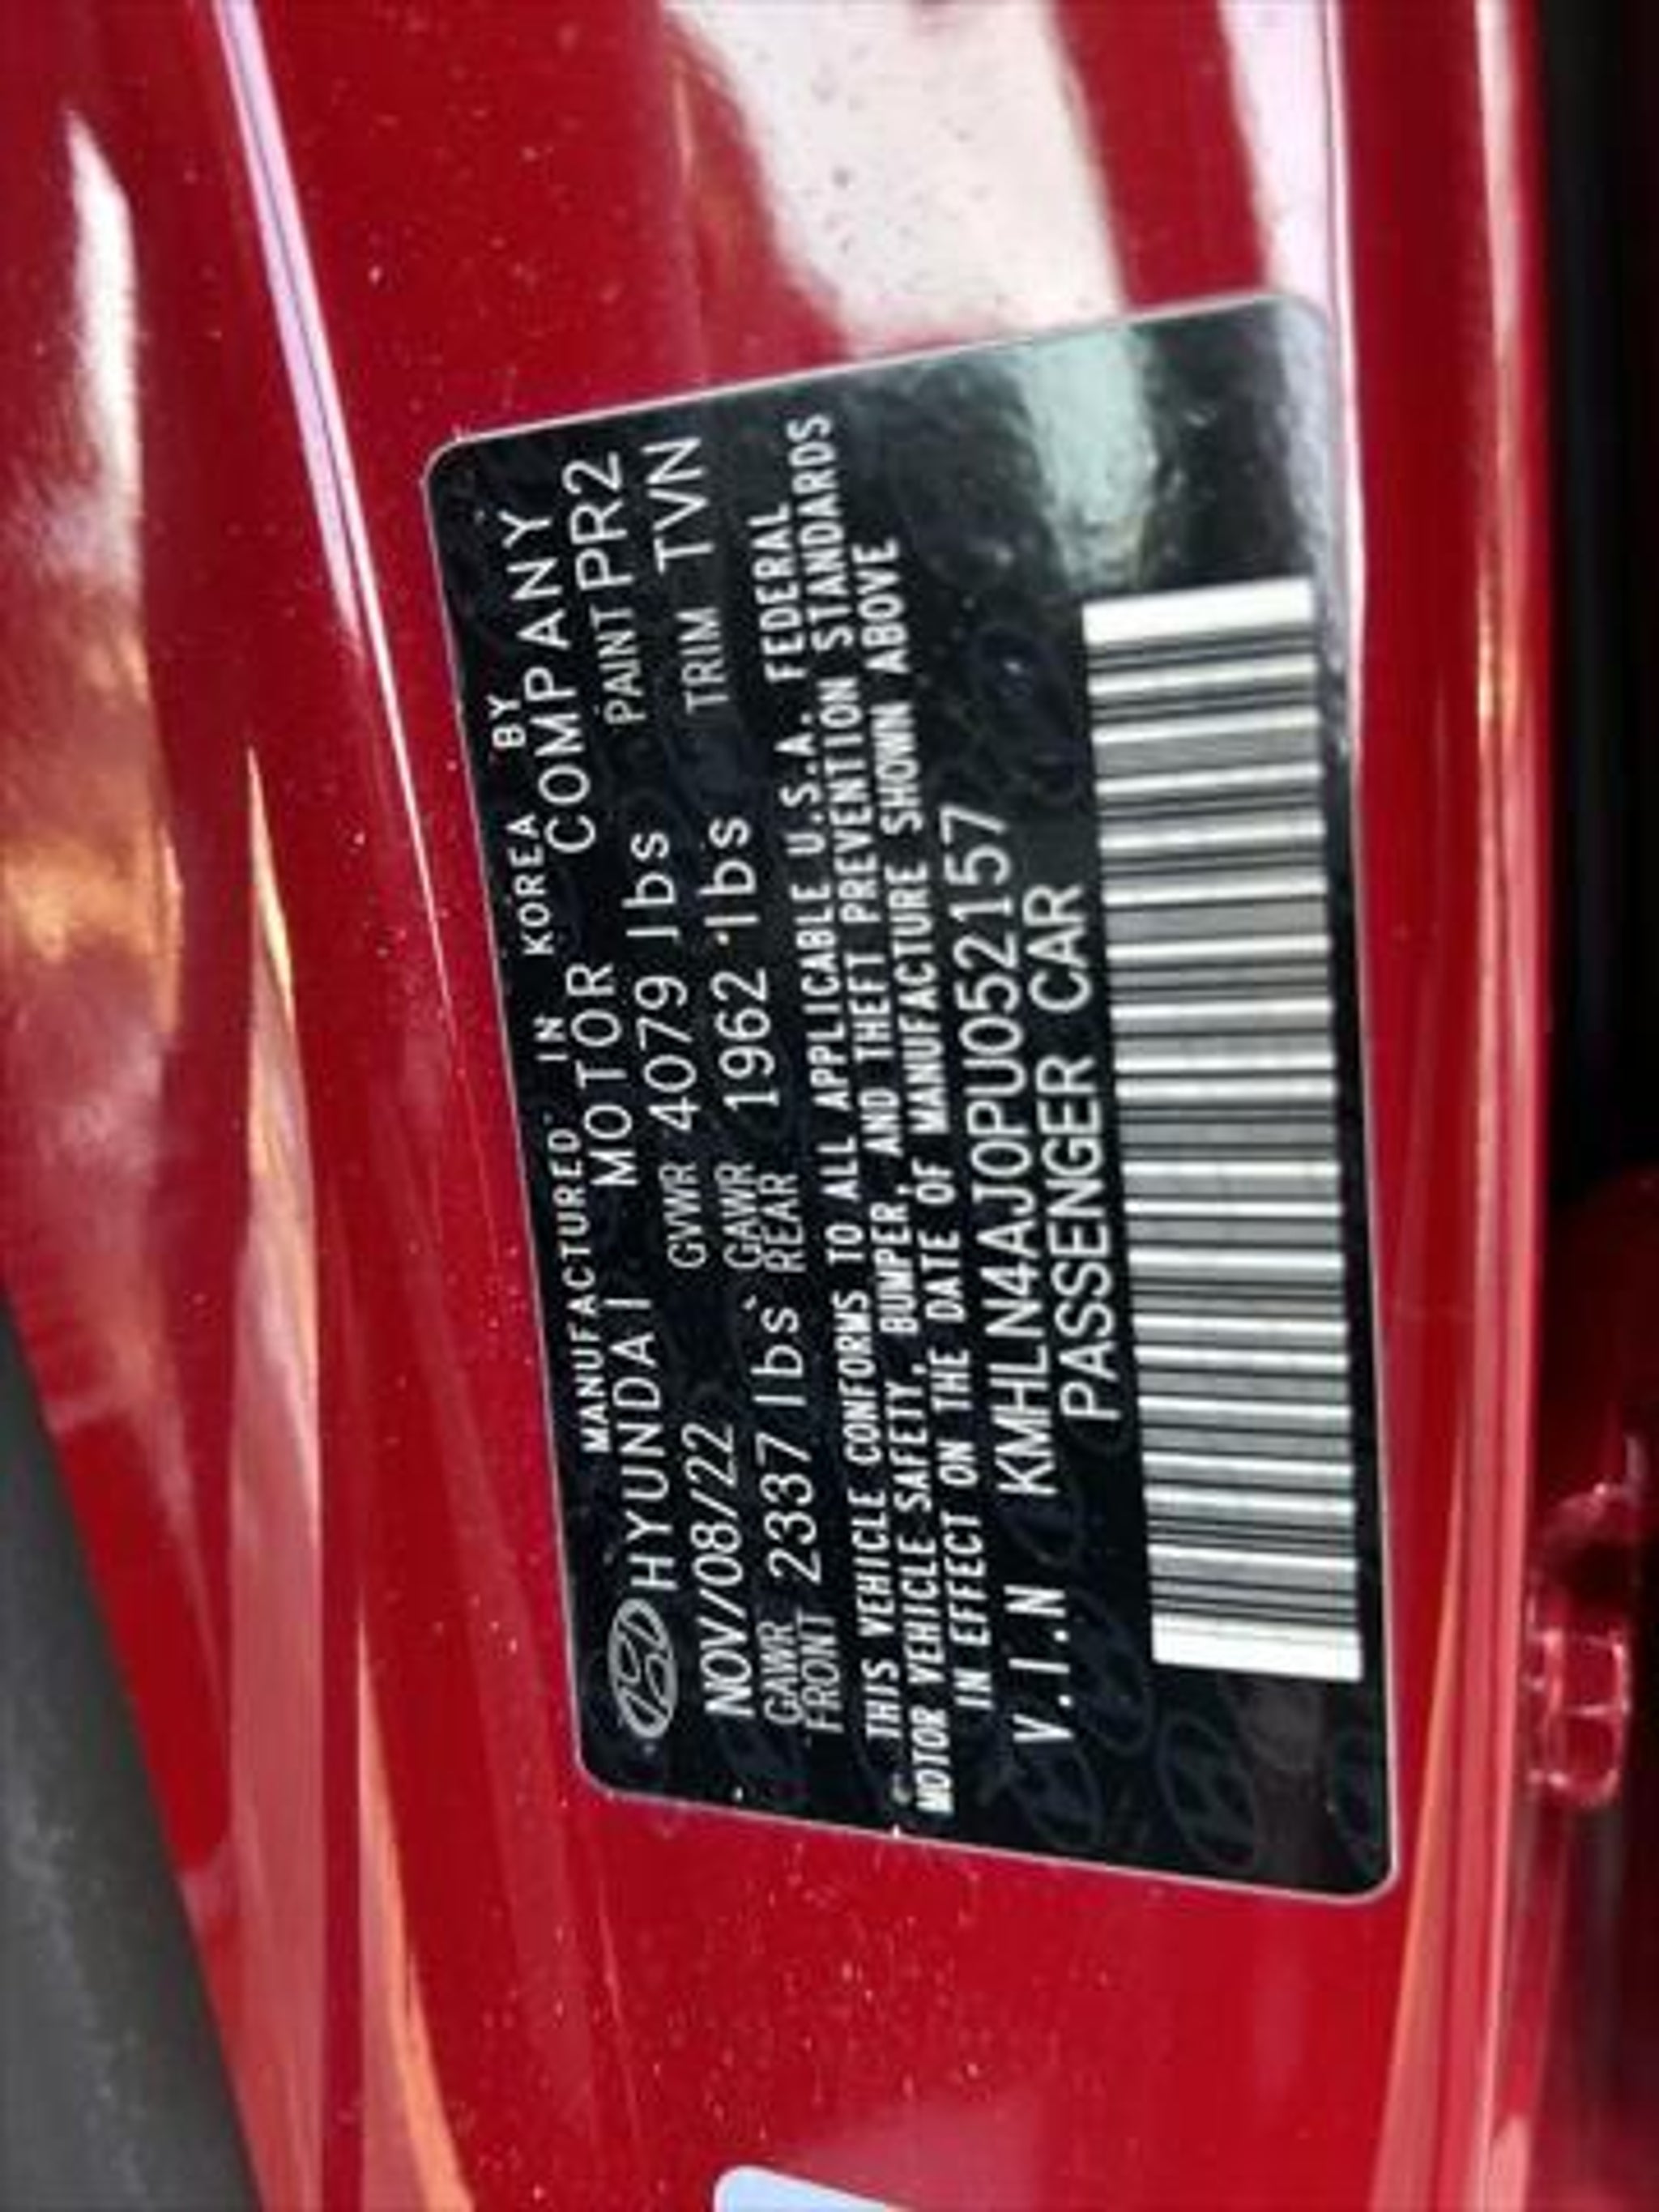 MANUFACTURED IN KOREA BY
HYUNDAI MOTOR COMPANY
NOV/08/22 GVWR 4079 lbs PAINT PR2
GAWR FRONT 2337 lbs GAWR REAR 1962 lbs TRIM TVN
THIS VEHICLE CONFORMS TO ALL APPLICABLE U.S.A. FEDERAL
MOTOR VEHICLE SAFETY, BUMPER, AND THEFT PREVENTION STANDARDS
IN EFFECT ON THE DATE OF MANUFACTURE SHOWN ABOVE
V.I.N KMHLN4AJ0PU052157
PASSENGER CAR